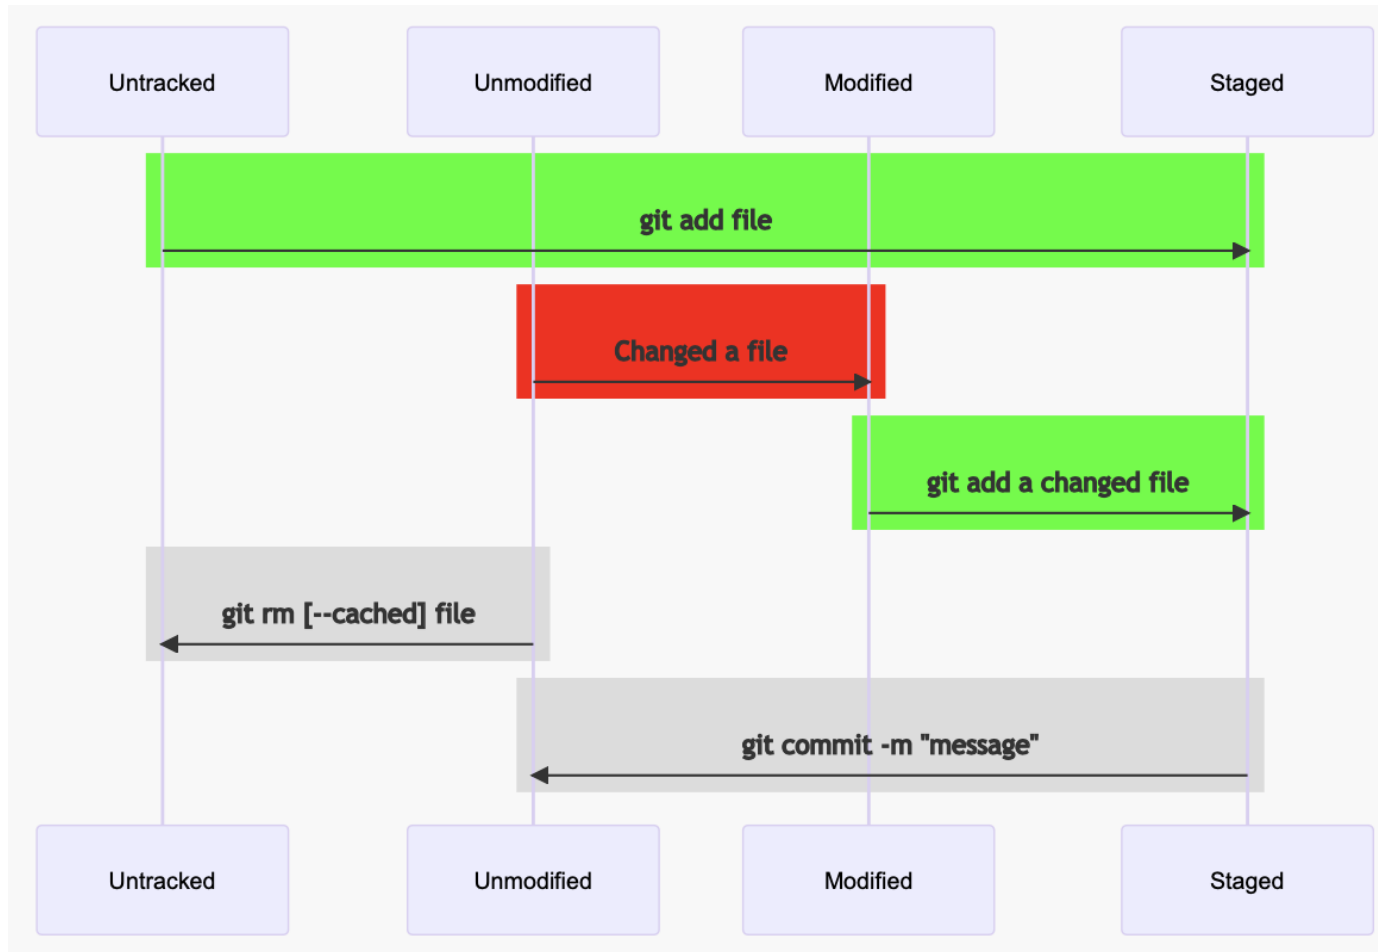 Untracked
Unmodified
Modified
Staged
git add file
Changed a file
git add a changed file
git rm [--cached] file
git commit -m "message"
Untracked
Unmodified
Modified
Staged